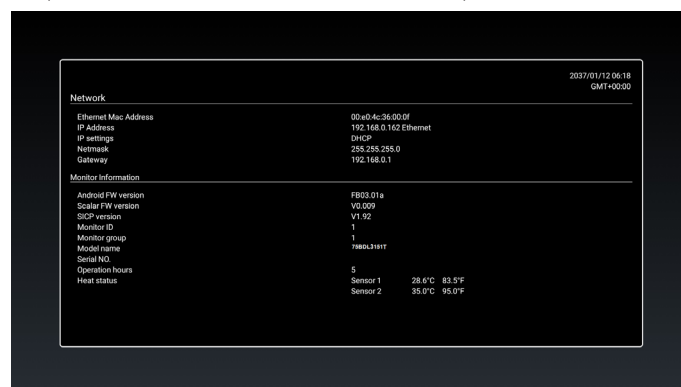 2037/01/12 06:18
GMT+00:00
Network
Ethernet Mac Address 00:e0:4c:36:00:0f
IP Address 192.168.0.162 Ethernet
IP settings DHCP
Netmask 255.255.255.0
Gateway 192.168.0.1
Monitor Information
Android FW version FB03.01a
Scalar FW version V0.009
SICP version V1.92
Monitor ID 1
Monitor group 1
Model name 75BDL3151T
Serial NO.
Operation hours 5
Heat status Sensor 1 28.6°C 83.5°F
Sensor 2 35.0°C 95.0°F